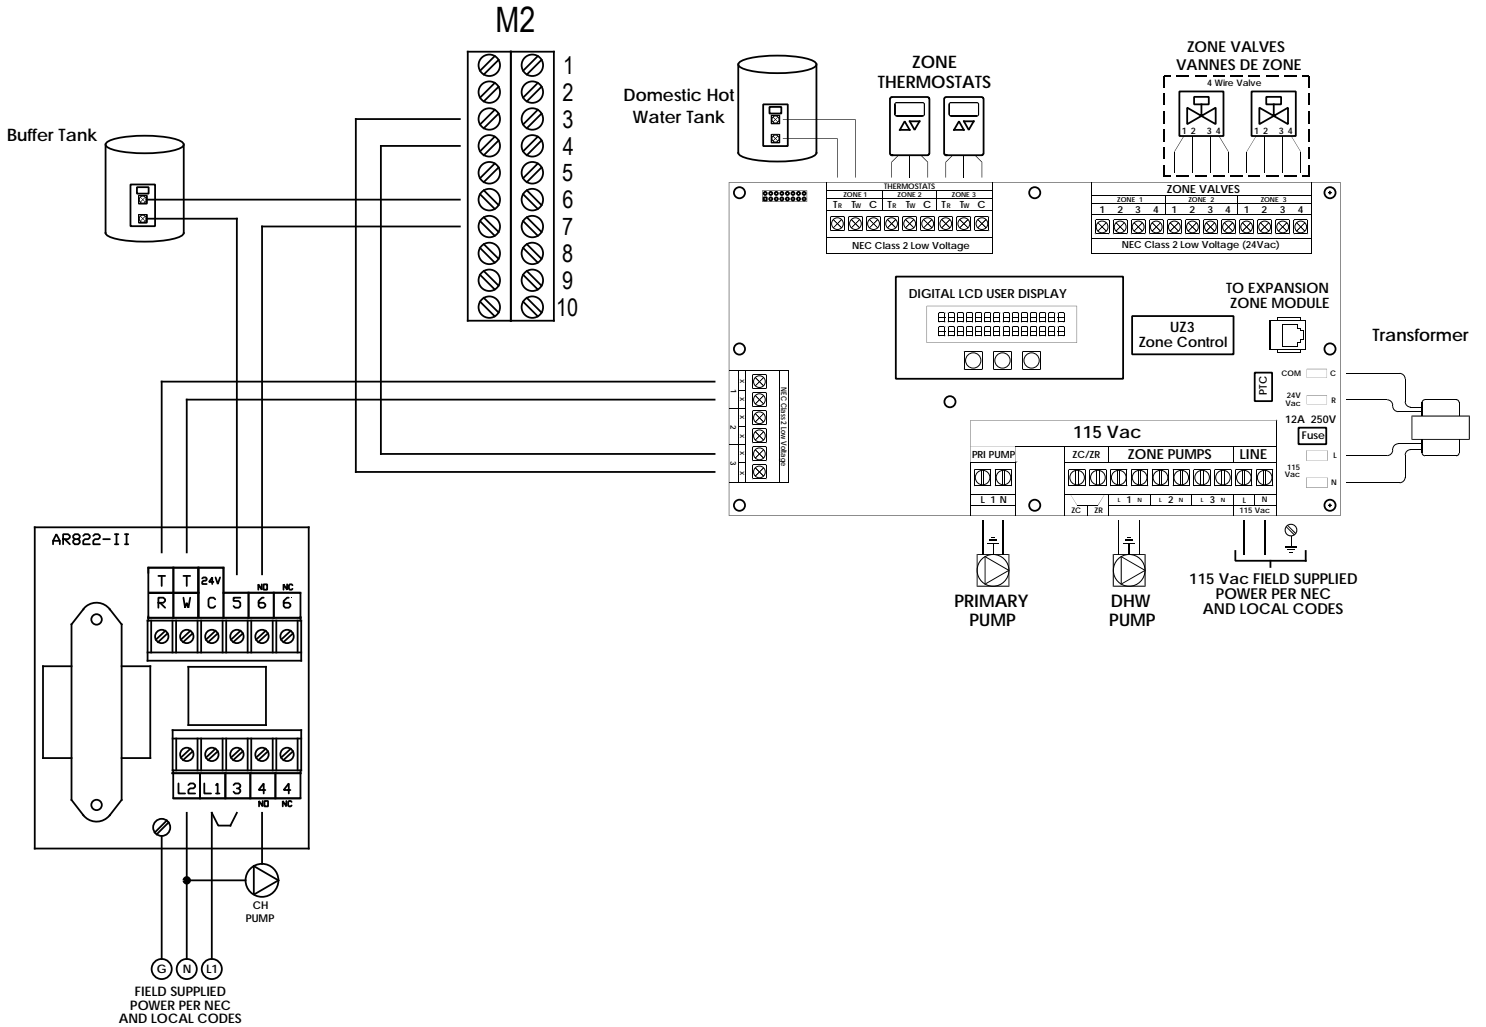 M2
1
2
3
4
5
6
7
8
9
10
Buffer Tank
Domestic Hot
Water Tank
ZONE
THERMOSTATS
ZONE VALVES
VANNES DE ZONE
4 Wire Valve
1 2 3 4
1 2 3 4
THERMOSTATS
ZONE 1 ZONE 2 ZONE 3
TR TW C TR TW C TR TW C
NEC Class 2 Low Voltage
ZONE VALVES
ZONE 1 ZONE 2 ZONE 3
1 2 3 4 1 2 3 4 1 2 3 4
NEC Class 2 Low Voltage (24Vac)
DIGITAL LCD USER DISPLAY
UZ3
Zone Control
TO EXPANSION
ZONE MODULE
Transformer
PTC
COM C
24V
Vac R
12A 250V
Fuse
L
115
Vac
N
x
1
x
x
2
x
x
3
x
NEC Class 2 Low Voltage
115 Vac
PRI PUMP ZC/ZR ZONE PUMPS LINE
L 1 N
L 1 N L 2 N L 3 N L N
ZC ZR 115 Vac
PRIMARY
PUMP
DHW
PUMP
115 Vac FIELD SUPPLIED
POWER PER NEC
AND LOCAL CODES
AR822-II
T T 24V NO NC
R W C 5 6 6
L2 L1 3 4 4
NO NC
CH
PUMP
G N L1
FIELD SUPPLIED
POWER PER NEC
AND LOCAL CODES